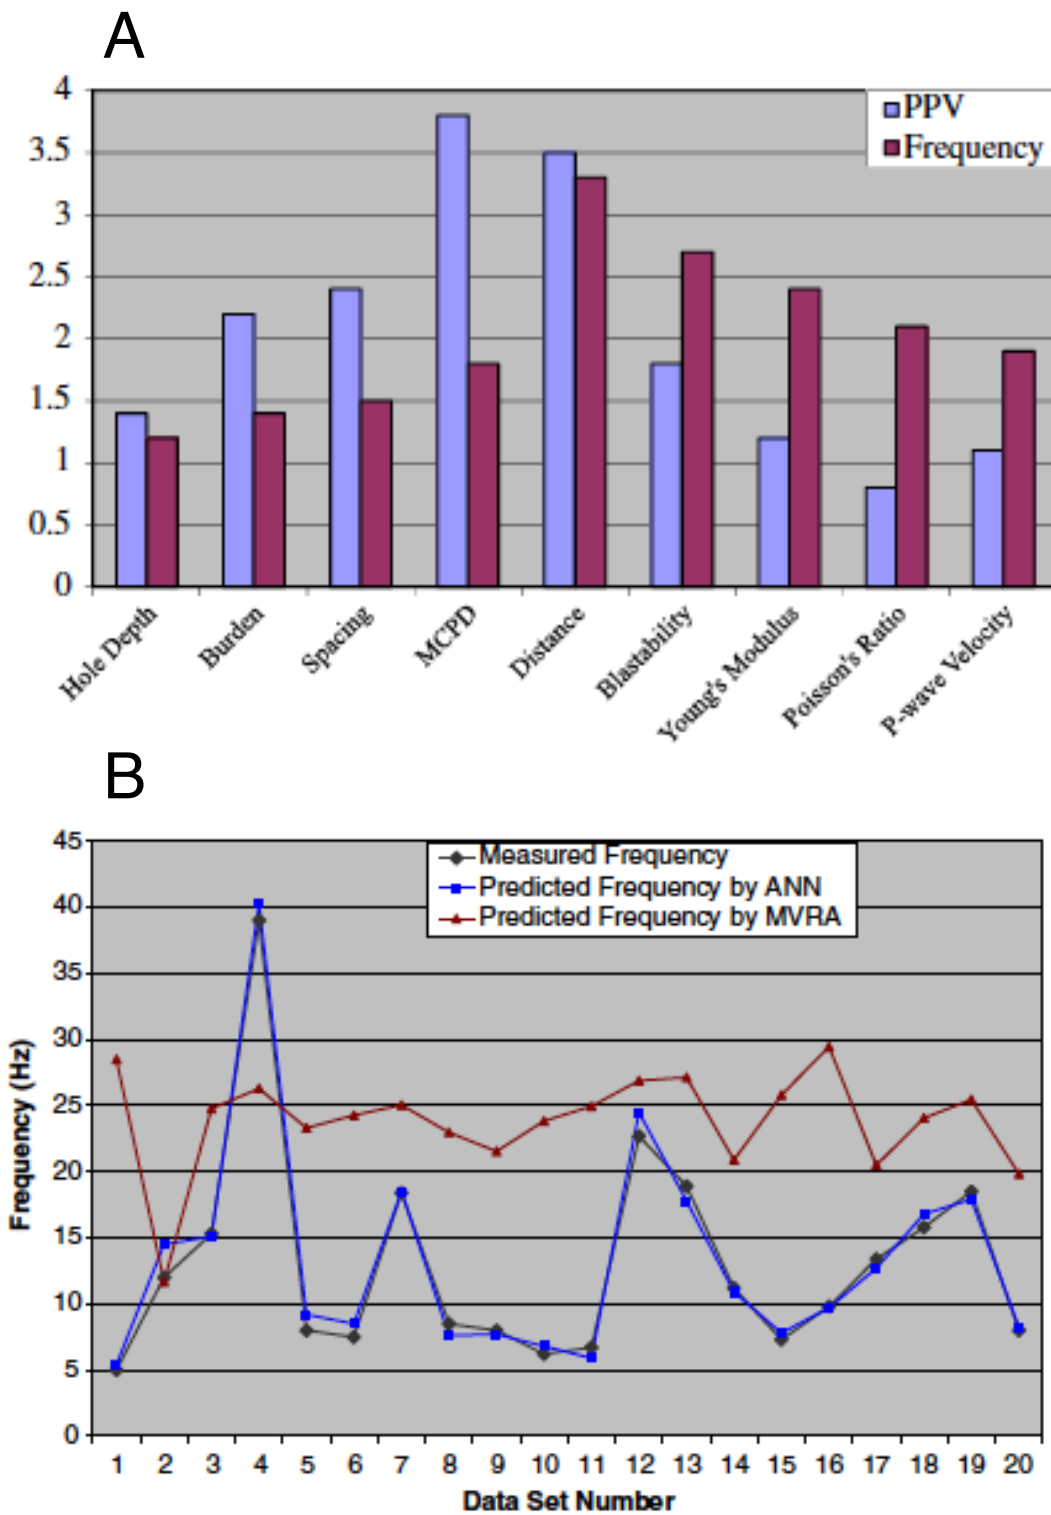 A
4
3.5
3
2.5
2
1.5
1
0.5
0
PPV
Frequency
Hole Depth
Burden
Spacing
MCPD
Distance
Blastability
Young's Modulus
Poisson's Ratio
P-wave Velocity
B
45
40
35
30
25
20
15
10
5
0
Frequency (Hz)
Measured Frequency
Predicted Frequency by ANN
Predicted Frequency by MVRA
1 2 3 4 5 6 7 8 9 10 11 12 13 14 15 16 17 18 19 20
Data Set Number